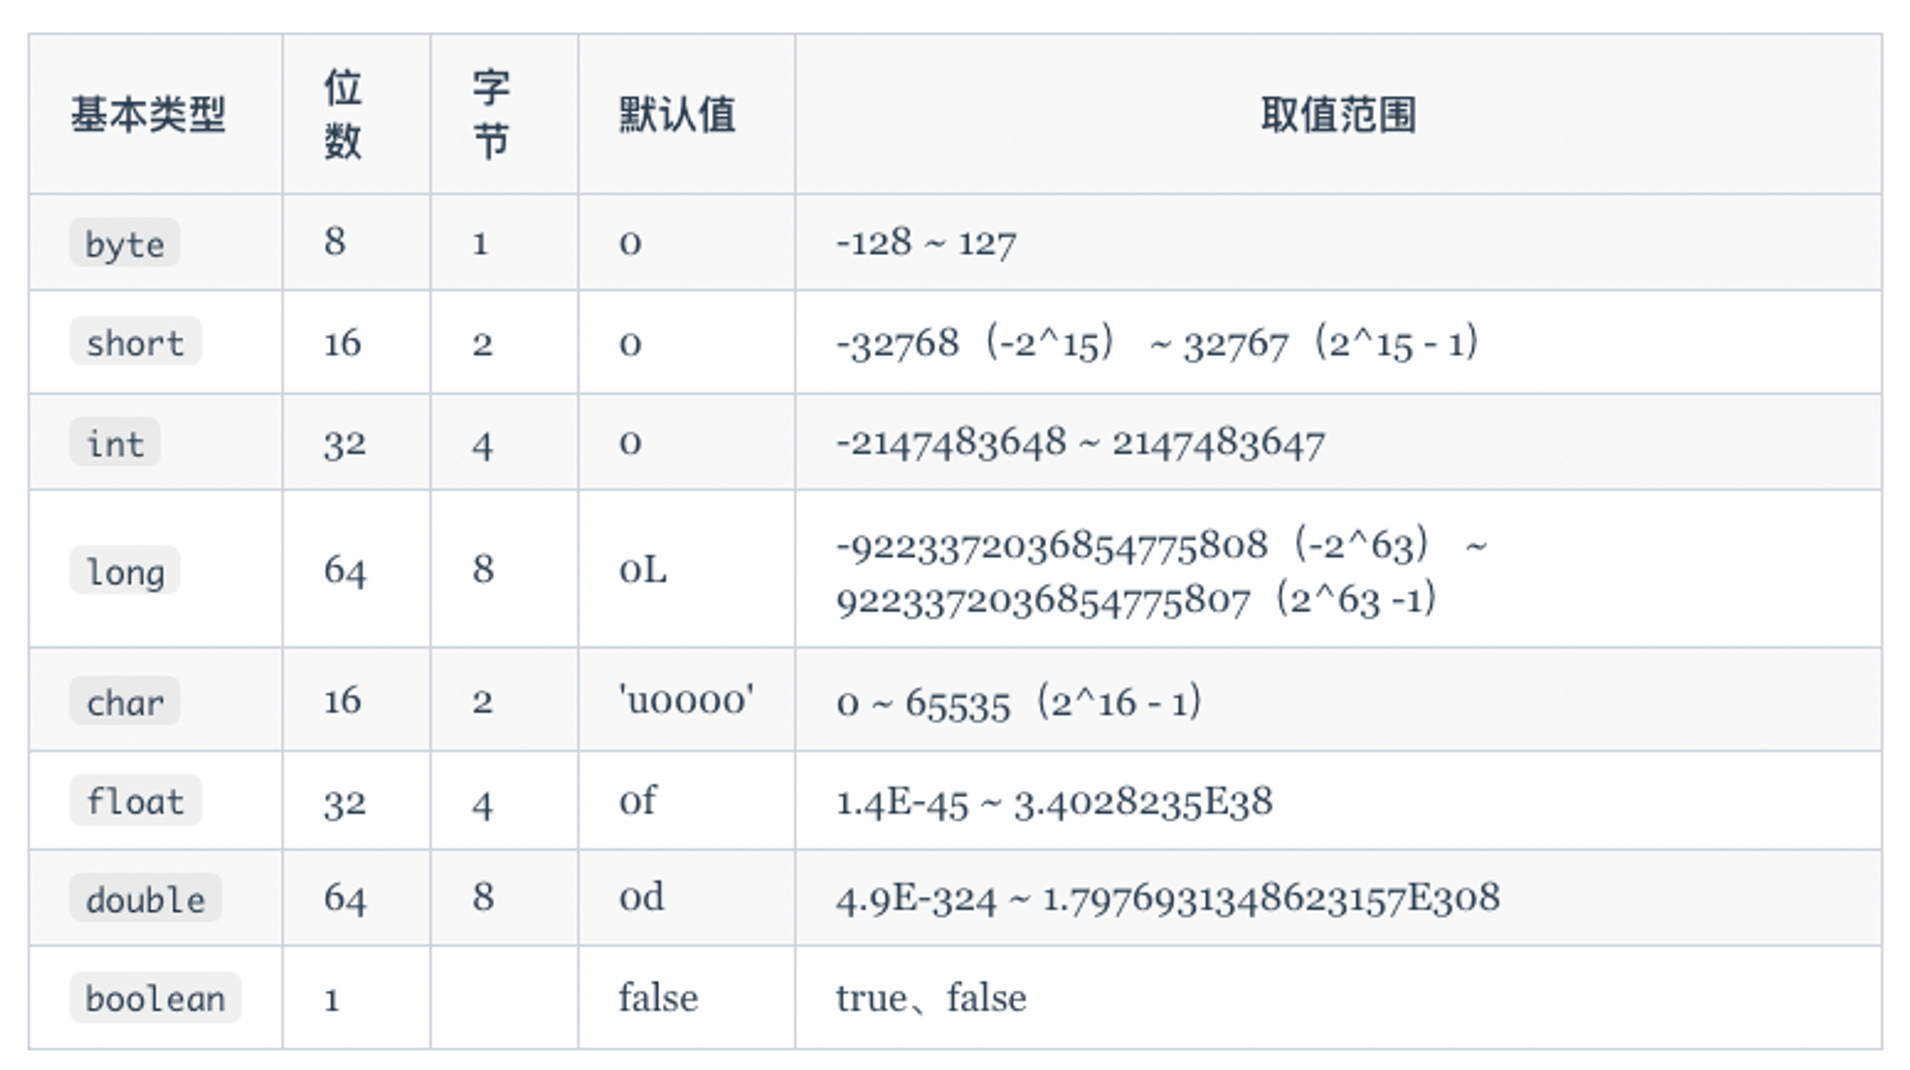 基本类型 位数 字节 默认值 取值范围
byte 8 1 0 -128 ~ 127
short 16 2 0 -32768（-2^15） ~ 32767（2^15 - 1）
int 32 4 0 -2147483648 ~ 2147483647
long 64 8 0L -9223372036854775808（-2^63） ~
9223372036854775807（2^63 -1）
char 16 2 'u0000' 0 ~ 65535（2^16 - 1）
float 32 4 0f 1.4E-45 ~ 3.4028235E38
double 64 8 0d 4.9E-324 ~ 1.7976931348623157E308
boolean 1 false true、false